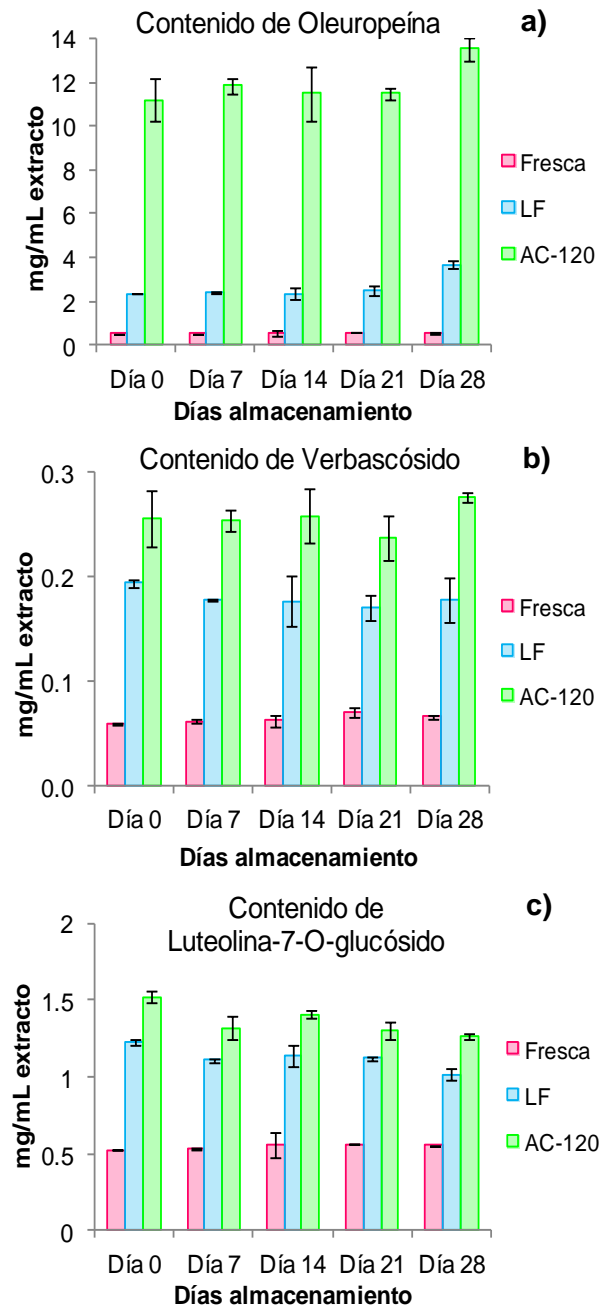 Contenido de Oleuropeína
a)
14
12
10
8
6
4
2
0
mg/mL extracto
Fresca
LF
AC-120
Día 0 Día 7 Día 14 Día 21 Día 28
Días almacenamiento
Contenido de Verbascósido
b)
0.3
0.2
0.1
0.0
mg/mL extracto
Fresca
LF
AC-120
Día 0 Día 7 Día 14 Día 21 Día 28
Días almacenamiento
Contenido de
Luteolina-7-O-glucósido
c)
2
1.5
1
0.5
0
mg/mL extracto
Fresca
LF
AC-120
Día 0 Día 7 Día 14 Día 21 Día 28
Días almacenamiento